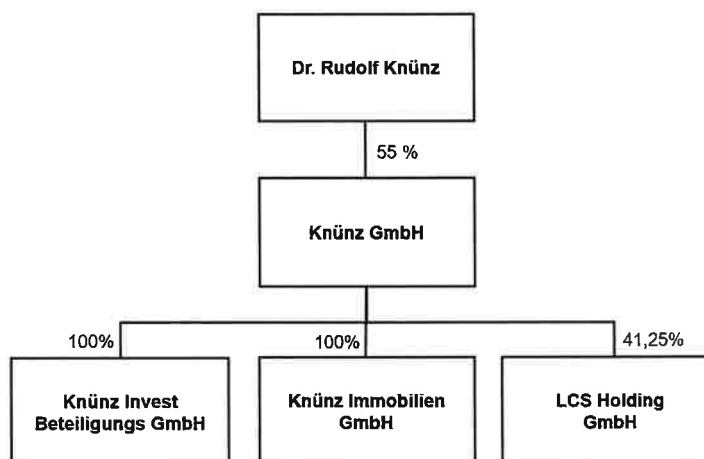 Dr. Rudolf Knünz
55 %
Knünz GmbH
100%
100%
41,25%
Knünz Invest
Beteiligungs GmbH
Knünz Immobilien
GmbH
LCS Holding
GmbH